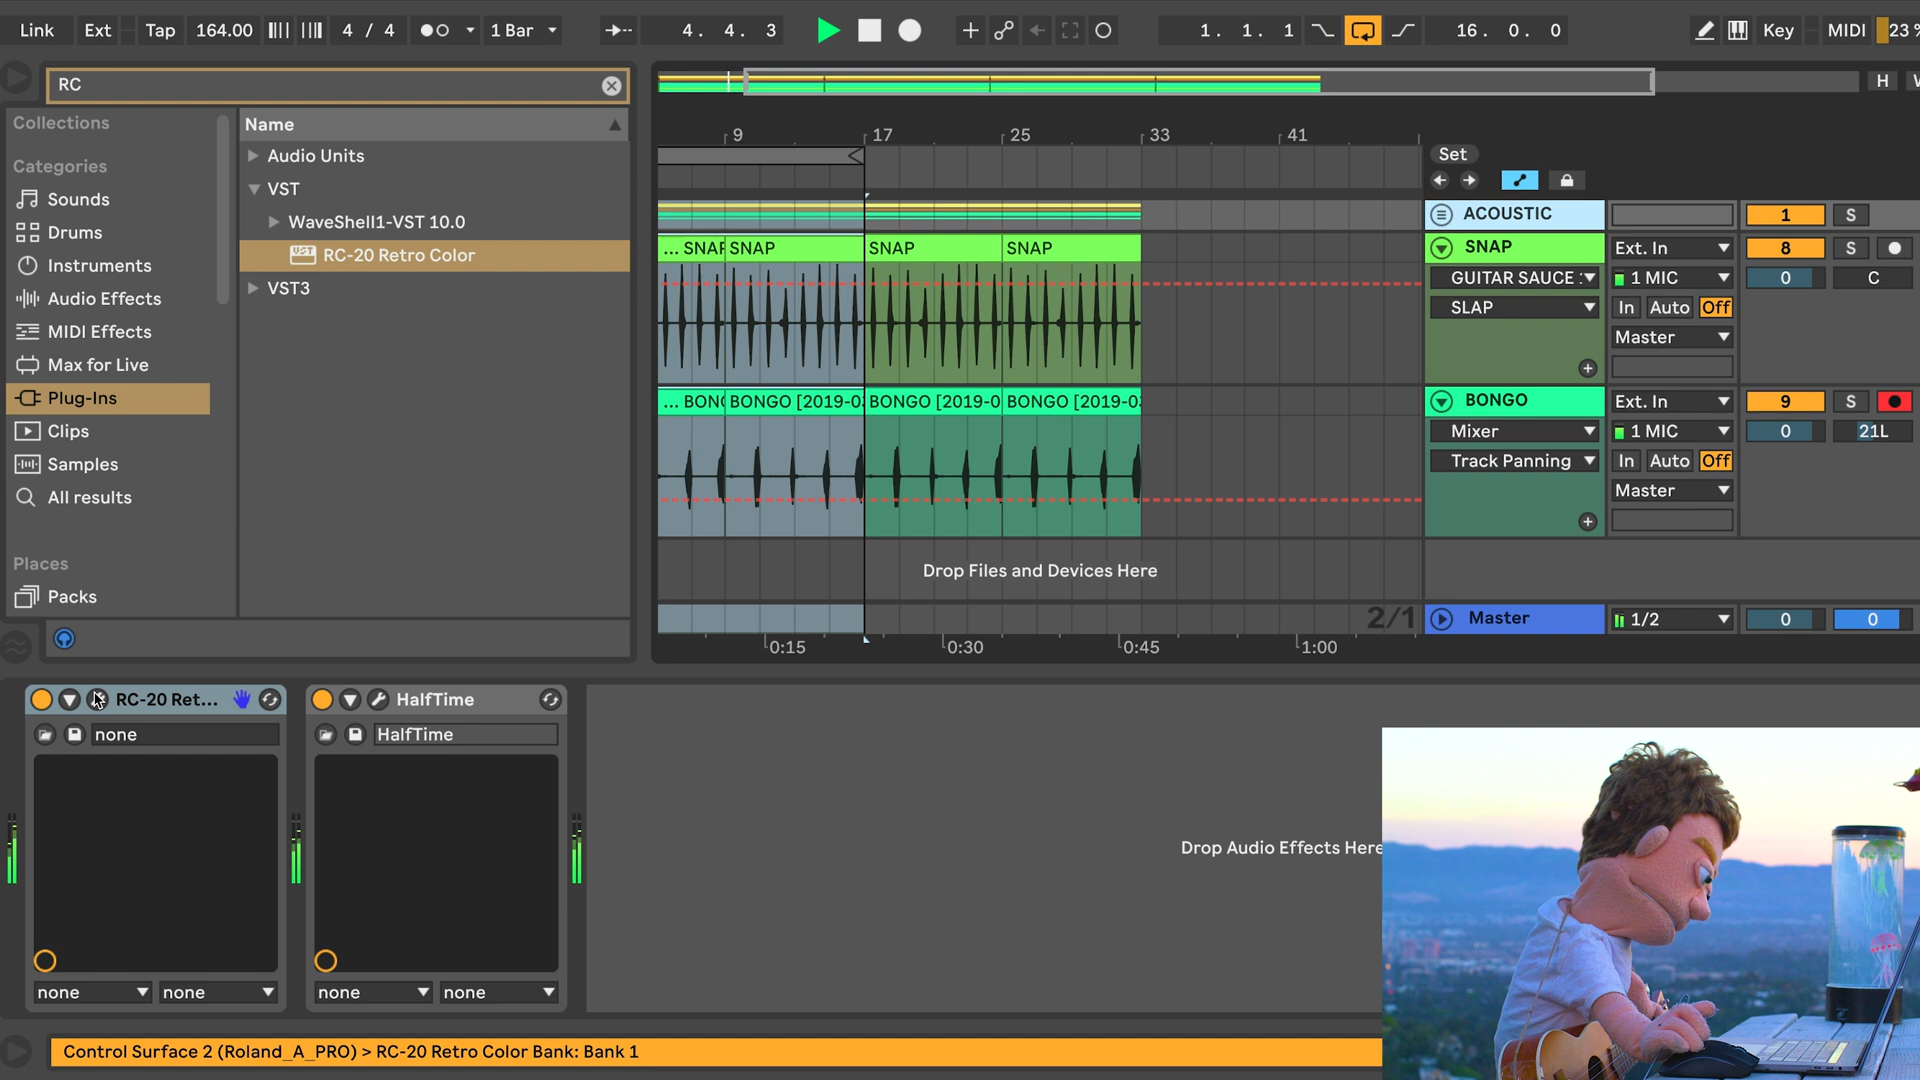 Link Ext Tap 164.00 4 / 4 1 Bar 4. 4. 3 1. 1. 1 16. 0. 0 Key MIDI 23 %
RC
H
Collections
Name
9 17 25 33 41
Audio Units
Set
Categories
VST
Sounds
WaveShell1-VST 10.0
ACOUSTIC 1 S
Drums
... SNAP SNAP SNAP SNAP
SNAP Ext. In 8 S
RC-20 Retro Color
Instruments
GUITAR SAUCE : 1 MIC 0 C
Audio Effects
VST3
SLAP In Auto Off
MIDI Effects
Master
Max for Live
Plug-Ins
... BONG BONGO [2019-03 BONGO [2019-0 BONGO [2019-03
BONGO Ext. In 9 S
Clips
Mixer 1 MIC 0 21L
Samples
Track Panning In Auto Off
All results
Master
Places
Drop Files and Devices Here
Packs
2/1
Master 1/2 0 0
0:15 0:30 0:45 1:00
RC-20 Ret...
HalfTime
none
HalfTime
Drop Audio Effects Here
none none
none none
Control Surface 2 (Roland_A_PRO) > RC-20 Retro Color Bank: Bank 1